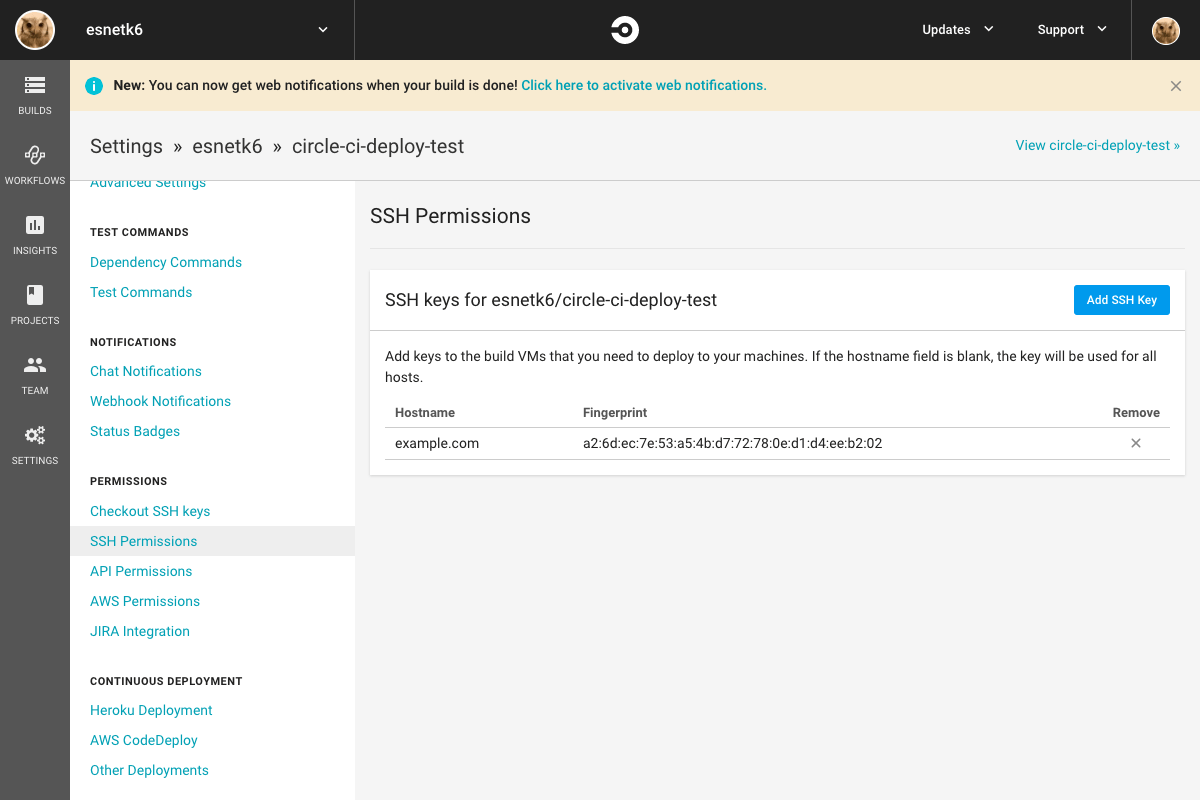 esnetk6
Updates
Support
New: You can now get web notifications when your build is done! Click here to activate web notifications.
BUILDS
WORKFLOWS
INSIGHTS
PROJECTS
TEAM
SETTINGS
Settings » esnetk6 » circle-ci-deploy-test
View circle-ci-deploy-test »
Advanced Settings
TEST COMMANDS
Dependency Commands
Test Commands
NOTIFICATIONS
Chat Notifications
Webhook Notifications
Status Badges
PERMISSIONS
Checkout SSH keys
SSH Permissions
API Permissions
AWS Permissions
JIRA Integration
CONTINUOUS DEPLOYMENT
Heroku Deployment
AWS CodeDeploy
Other Deployments
SSH Permissions
SSH keys for esnetk6/circle-ci-deploy-test
Add SSH Key
Add keys to the build VMs that you need to deploy to your machines. If the hostname field is blank, the key will be used for all
hosts.
Hostname Fingerprint Remove
example.com a2:6d:ec:7e:53:a5:4b:d7:72:78:0e:d1:d4:ee:b2:02